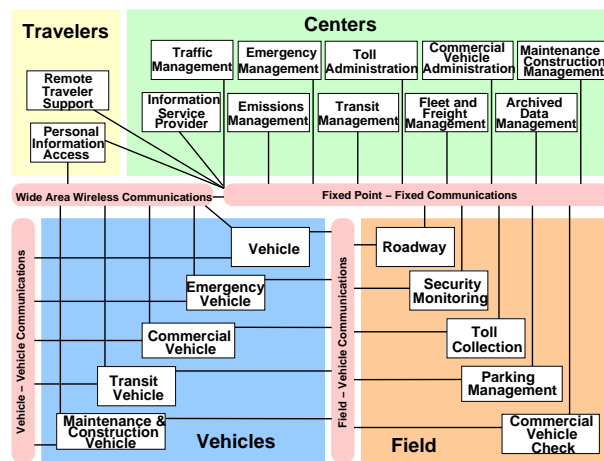 Travelers
Centers
Traffic
Management
Emergency
Management
Toll
Administration
Commercial
Vehicle
Administration
Maintenance
Construction
Management
Remote
Traveler
Support
Information
Service
Provider
Emissions
Management
Transit
Management
Fleet and
Freight
Management
Archived
Data
Management
Personal
Information
Access
Wide Area Wireless Communications
Fixed Point – Fixed Communications
Vehicle – Vehicle Communications
Vehicle
Emergency
Vehicle
Commercial
Vehicle
Transit
Vehicle
Maintenance &
Construction
Vehicle
Vehicles
Field – Vehicle Communications
Roadway
Security
Monitoring
Toll
Collection
Parking
Management
Commercial
Vehicle
Check
Field